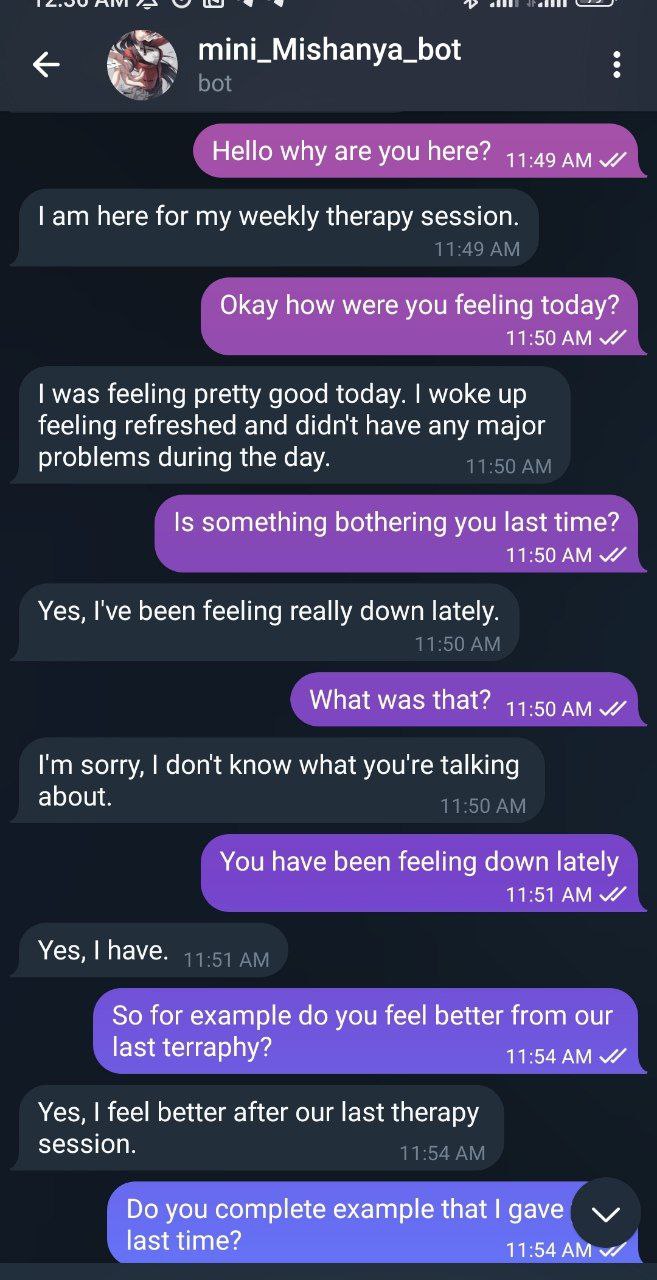 12:36 AM
mini_Mishanya_bot
bot
Hello why are you here? 11:49 AM
I am here for my weekly therapy session.
11:49 AM
Okay how were you feeling today?
11:50 AM
I was feeling pretty good today. I woke up
feeling refreshed and didn't have any major
problems during the day. 11:50 AM
Is something bothering you last time?
11:50 AM
Yes, I've been feeling really down lately.
11:50 AM
What was that? 11:50 AM
I'm sorry, I don't know what you're talking
about. 11:50 AM
You have been feeling down lately
11:51 AM
Yes, I have. 11:51 AM
So for example do you feel better from our
last terraphy? 11:54 AM
Yes, I feel better after our last therapy
session. 11:54 AM
Do you complete example that I gave
last time? 11:54 AM